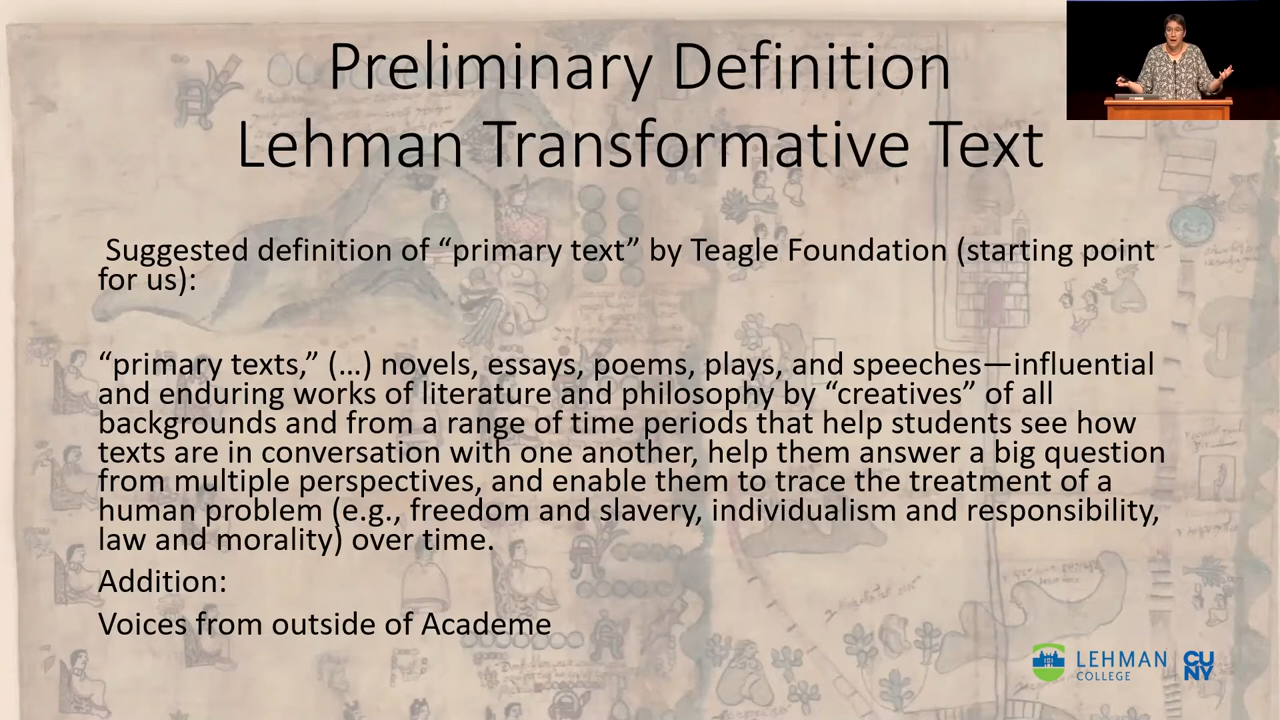 Preliminary Definition
Lehman Transformative Text
Suggested definition of “primary text” by Teagle Foundation (starting point
for us):
“primary texts,” (…) novels, essays, poems, plays, and speeches—influential
and enduring works of literature and philosophy by “creatives” of all
backgrounds and from a range of time periods that help students see how
texts are in conversation with one another, help them answer a big question
from multiple perspectives, and enable them to trace the treatment of a
human problem (e.g., freedom and slavery, individualism and responsibility,
law and morality) over time.
Addition:
Voices from outside of Academe
LEHMAN
COLLEGE
CU
NY